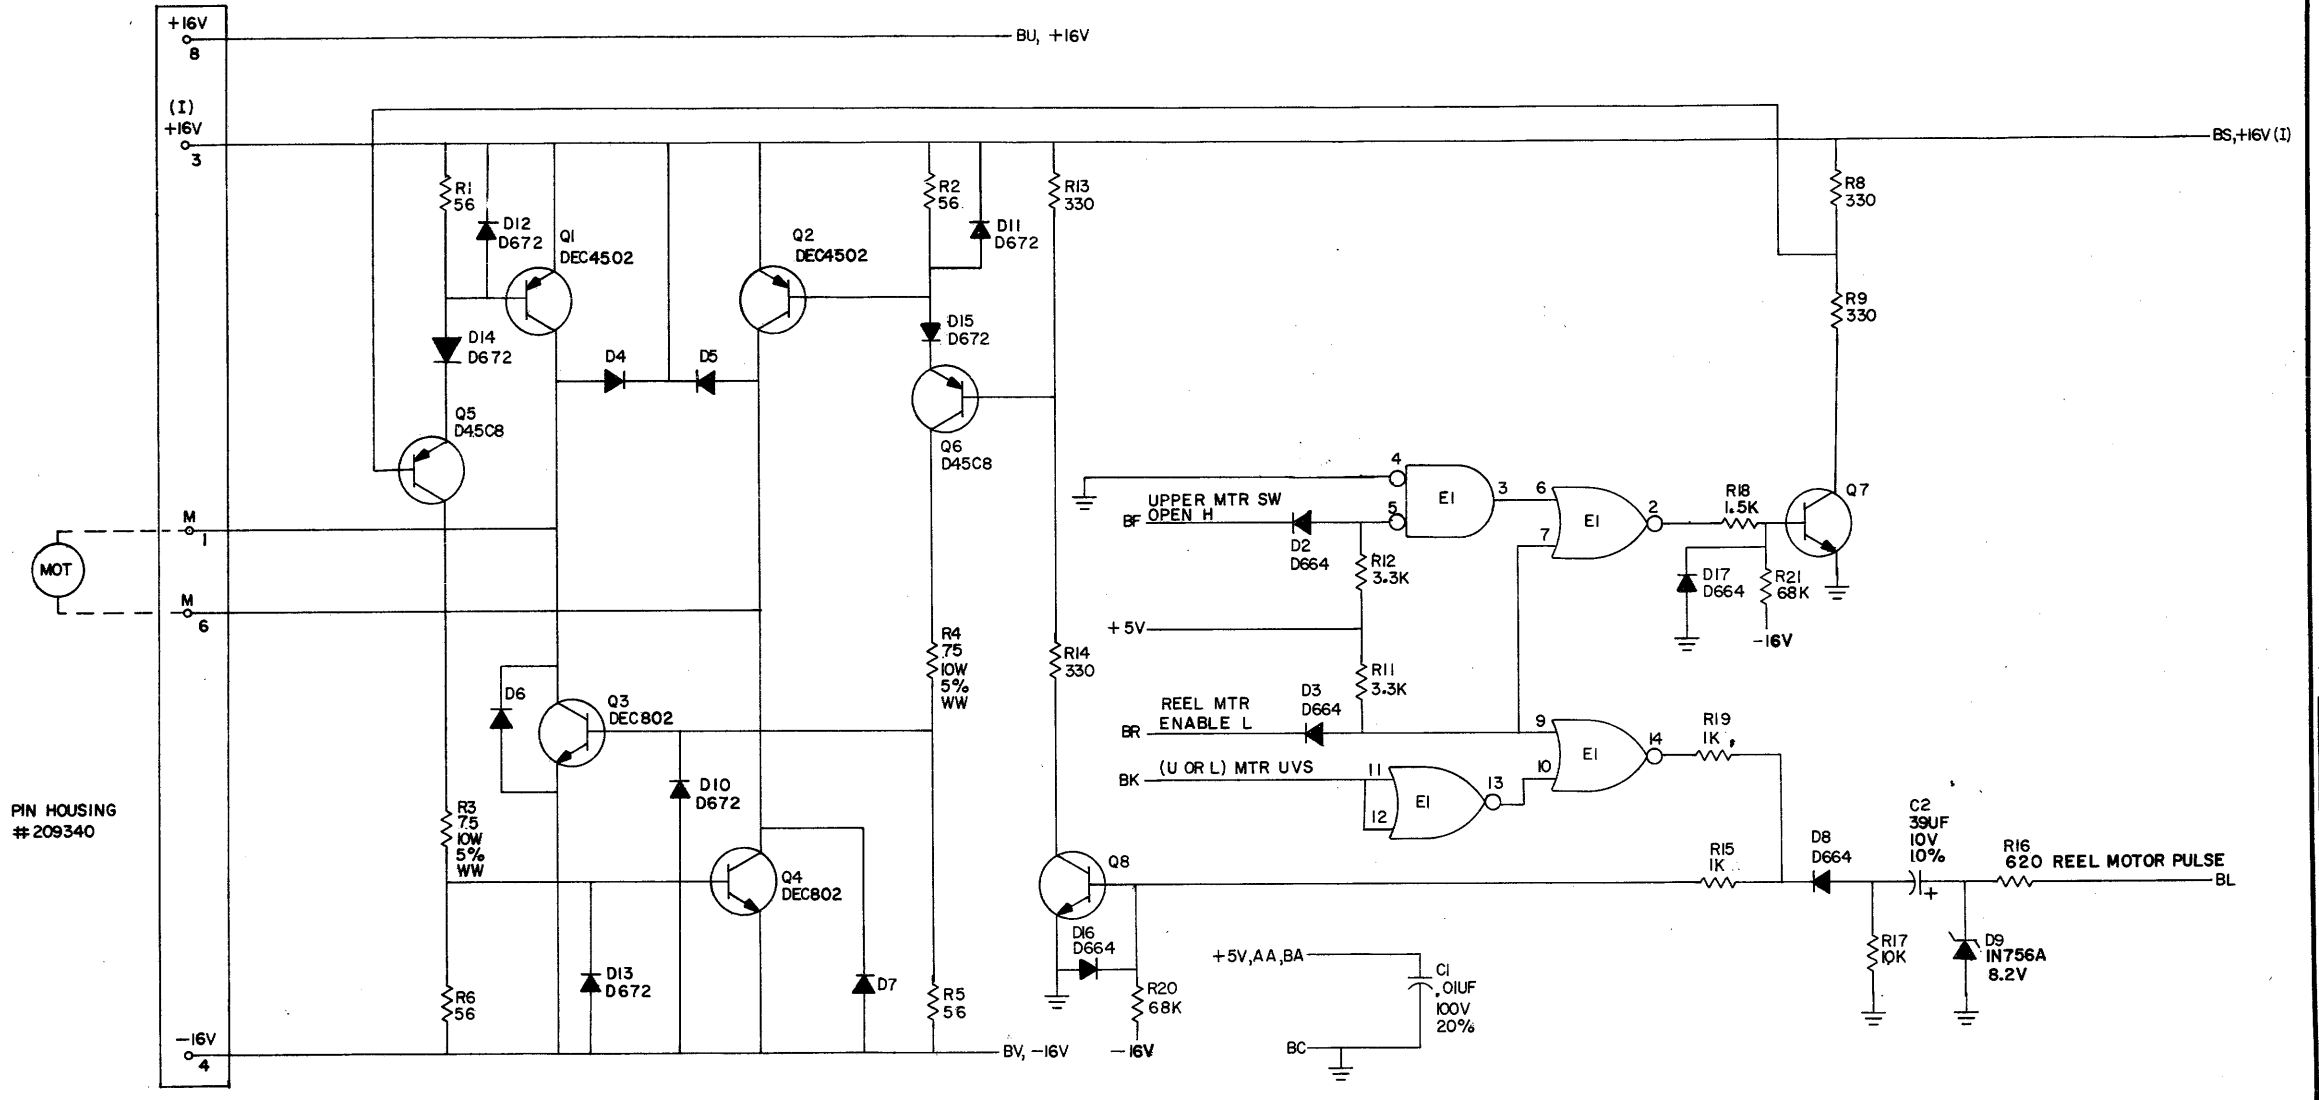 +16V
8
BU, +16V
(I)
+16V
3
BS,+16V(I)
R1
56
D12
D672
Q1
DEC4502
Q2
DEC4502
R2
56
D11
D672
R13
330
R8
330
R9
330
D14
D672
D4
D5
D15
D672
Q5
D45C8
Q6
D45C8
M
1
MOT
M
6
UPPER MTR SW
BF OPEN H
D2
D664
4
5
E1
3
6
7
E1
2
R18
1.5K
Q7
R12
3.3K
D17
D664
R21
68K
-16V
+5V
R11
3.3K
R4
.75
10W
5%
WW
R14
330
D6
Q3
DEC802
REEL MTR
BR ENABLE L
D3
D664
9
10
E1
14
R19
1K
BK (U OR L) MTR UVS
11
12
E1
13
D10
D672
PIN HOUSING
# 209340
R3
7.5
10W
5%
WW
Q4
DEC802
Q8
R15
1K
D8
D664
C2
39UF
10V
10%
+
R16
620 REEL MOTOR PULSE
BL
D16
D664
R17
10K
D9
IN756A
8.2V
R6
56
D13
D672
D7
R5
56
R20
68K
-16V
+5V,AA,BA
C1
.01UF
100V
20%
BC
-16V
4
BV, -16V